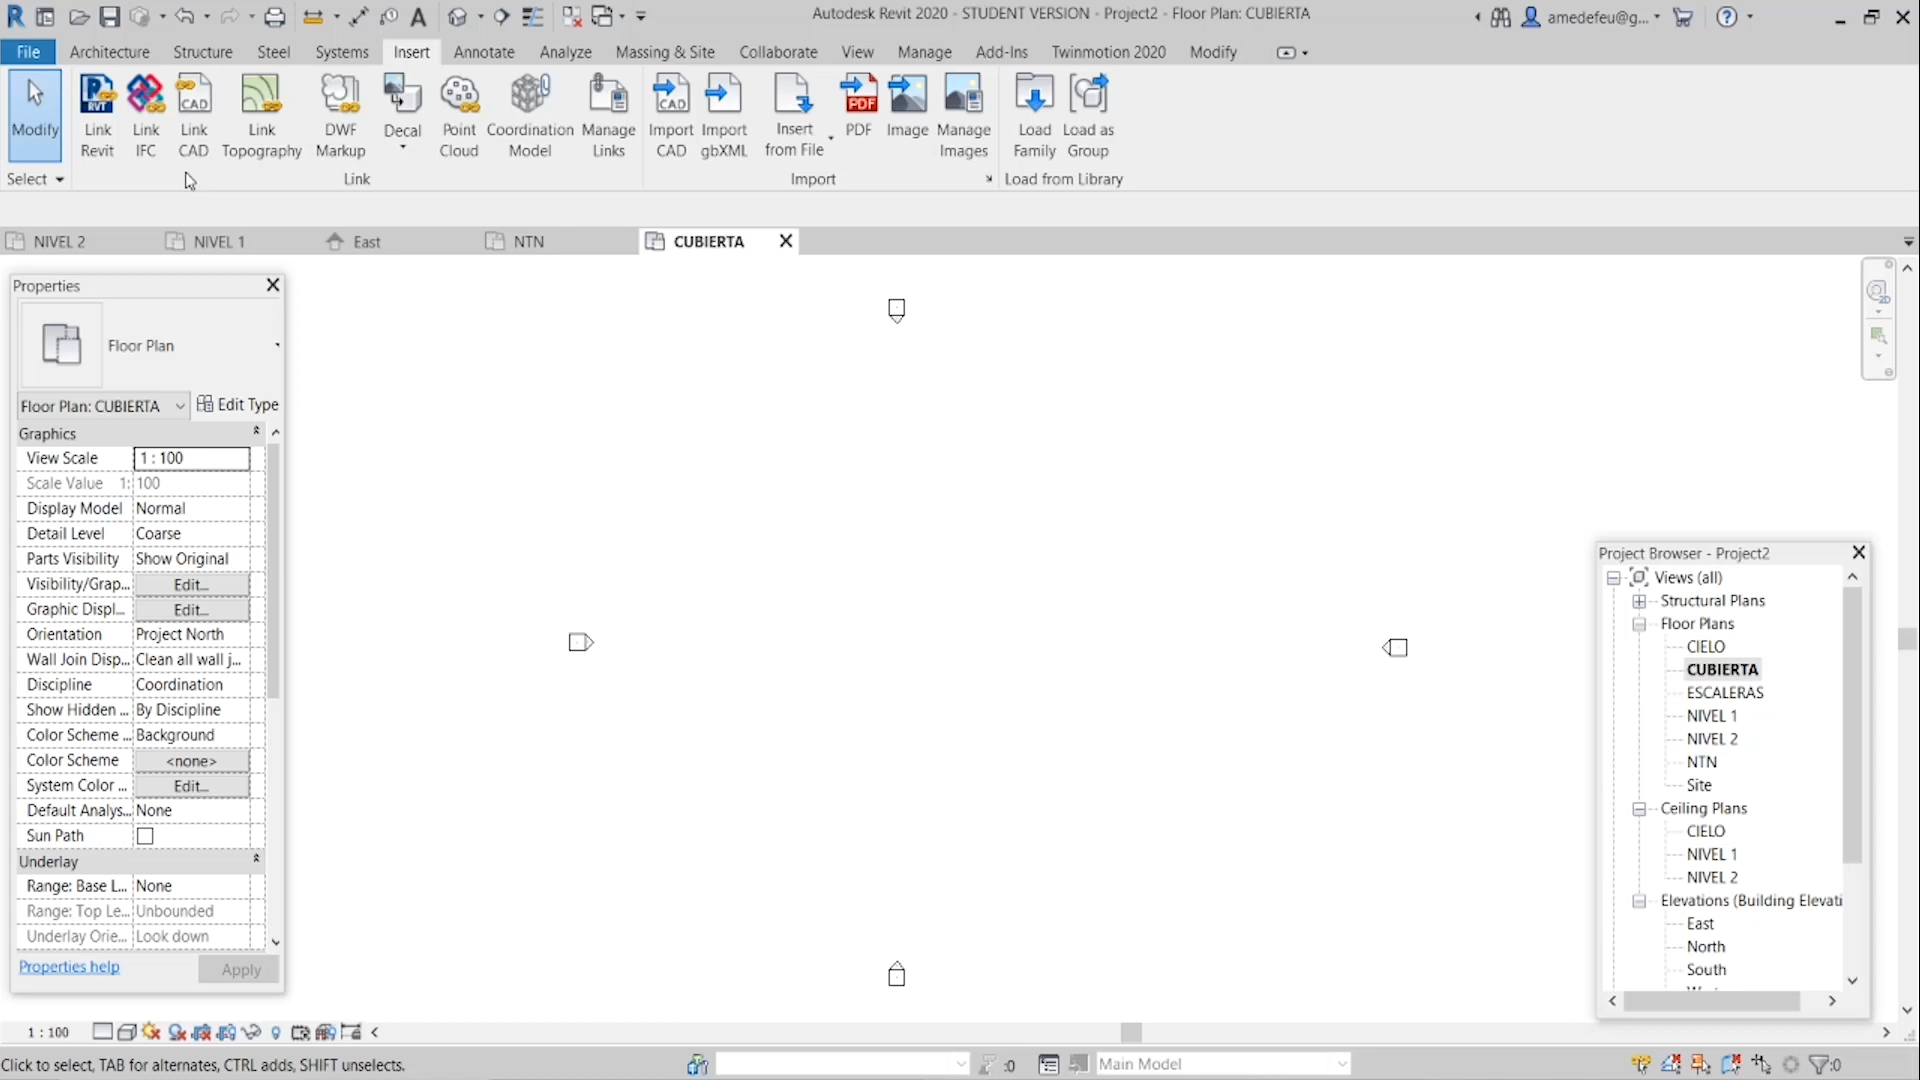 Autodesk Revit 2020 - STUDENT VERSION - Project2 - Floor Plan: CUBIERTA
amedefeu@g...
File Architecture Structure Steel Systems Insert Annotate Analyze Massing & Site Collaborate View Manage Add-Ins Twinmotion 2020 Modify
Modify
Link Revit
Link IFC
Link CAD
Link Topography
DWF Markup
Decal
Point Cloud
Coordination Model
Manage Links
Import CAD
Import gbXML
Insert from File
PDF
Image
Manage Images
Load Family
Load as Group
Select
Link
Import
Load from Library
NIVEL 2
NIVEL 1
East
NTN
CUBIERTA
Properties
Floor Plan
Floor Plan: CUBIERTA
Edit Type
Graphics
View Scale 1 : 100
Scale Value 1: 100
Display Model Normal
Detail Level Coarse
Parts Visibility Show Original
Visibility/Grap... Edit...
Graphic Displ... Edit...
Orientation Project North
Wall Join Disp... Clean all wall j...
Discipline Coordination
Show Hidden ... By Discipline
Color Scheme ... Background
Color Scheme <none>
System Color ... Edit...
Default Analys... None
Sun Path
Underlay
Range: Base L... None
Range: Top Le... Unbounded
Underlay Orie... Look down
Properties help
Apply
Project Browser - Project2
Views (all)
Structural Plans
Floor Plans
CIELO
CUBIERTA
ESCALERAS
NIVEL 1
NIVEL 2
NTN
Site
Ceiling Plans
CIELO
NIVEL 1
NIVEL 2
Elevations (Building Elevati
East
North
South
1 : 100
Click to select, TAB for alternates, CTRL adds, SHIFT unselects.
:0
Main Model
:0